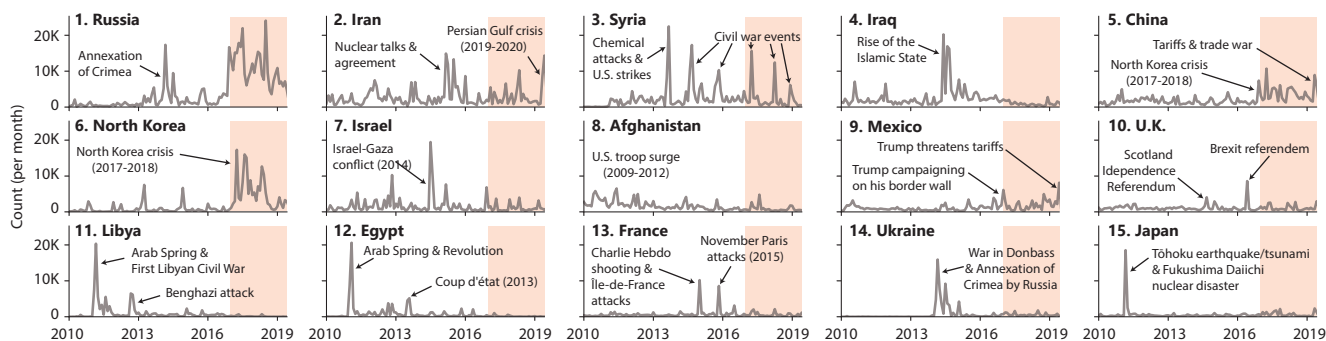 Count (per month)
1. Russia
20K
10K
0
Annexation
of Crimea
2. Iran
Nuclear talks &
agreement
Persian Gulf crisis
(2019-2020)
3. Syria
Chemical
attacks &
U.S. strikes
Civil war events
4. Iraq
Rise of the
Islamic State
5. China
Tariffs & trade war
North Korea crisis
(2017-2018)
6. North Korea
20K
10K
0
North Korea crisis
(2017-2018)
7. Israel
Israel-Gaza
conflict (2014)
8. Afghanistan
U.S. troop surge
(2009-2012)
9. Mexico
Trump threatens tariffs
Trump campaigning
on his border wall
10. U.K.
Scotland
Idependence
Referendum
Brexit referendem
11. Libya
20K
10K
0
Arab Spring &
First Libyan Civil War
Benghazi attack
2010 2013 2016 2019
12. Egypt
Arab Spring & Revolution
Coup d'état (2013)
2010 2013 2016 2019
13. France
Charlie Hebdo
shooting &
Île-de-France
attacks
November Paris
attacks (2015)
2010 2013 2016 2019
14. Ukraine
War in Donbass
& Annexation of
Crimea by Russia
2010 2013 2016 2019
15. Japan
Tōhoku earthquake/tsunami
& Fukushima Daiichi
nuclear disaster
2010 2013 2016 2019